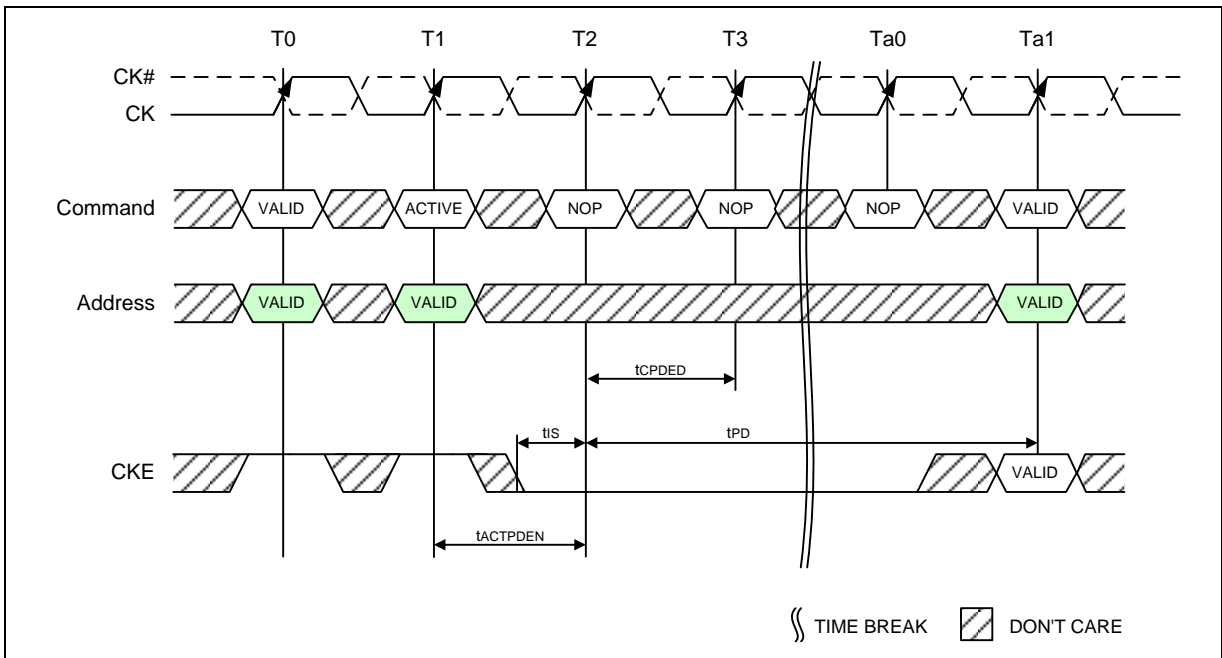 T0 T1 T2 T3 Ta0 Ta1
CK#
CK
Command VALID ACTIVE NOP NOP NOP VALID
Address VALID VALID VALID
tCPDED
tIS tPD
CKE VALID
tACTPDEN
TIME BREAK DON'T CARE